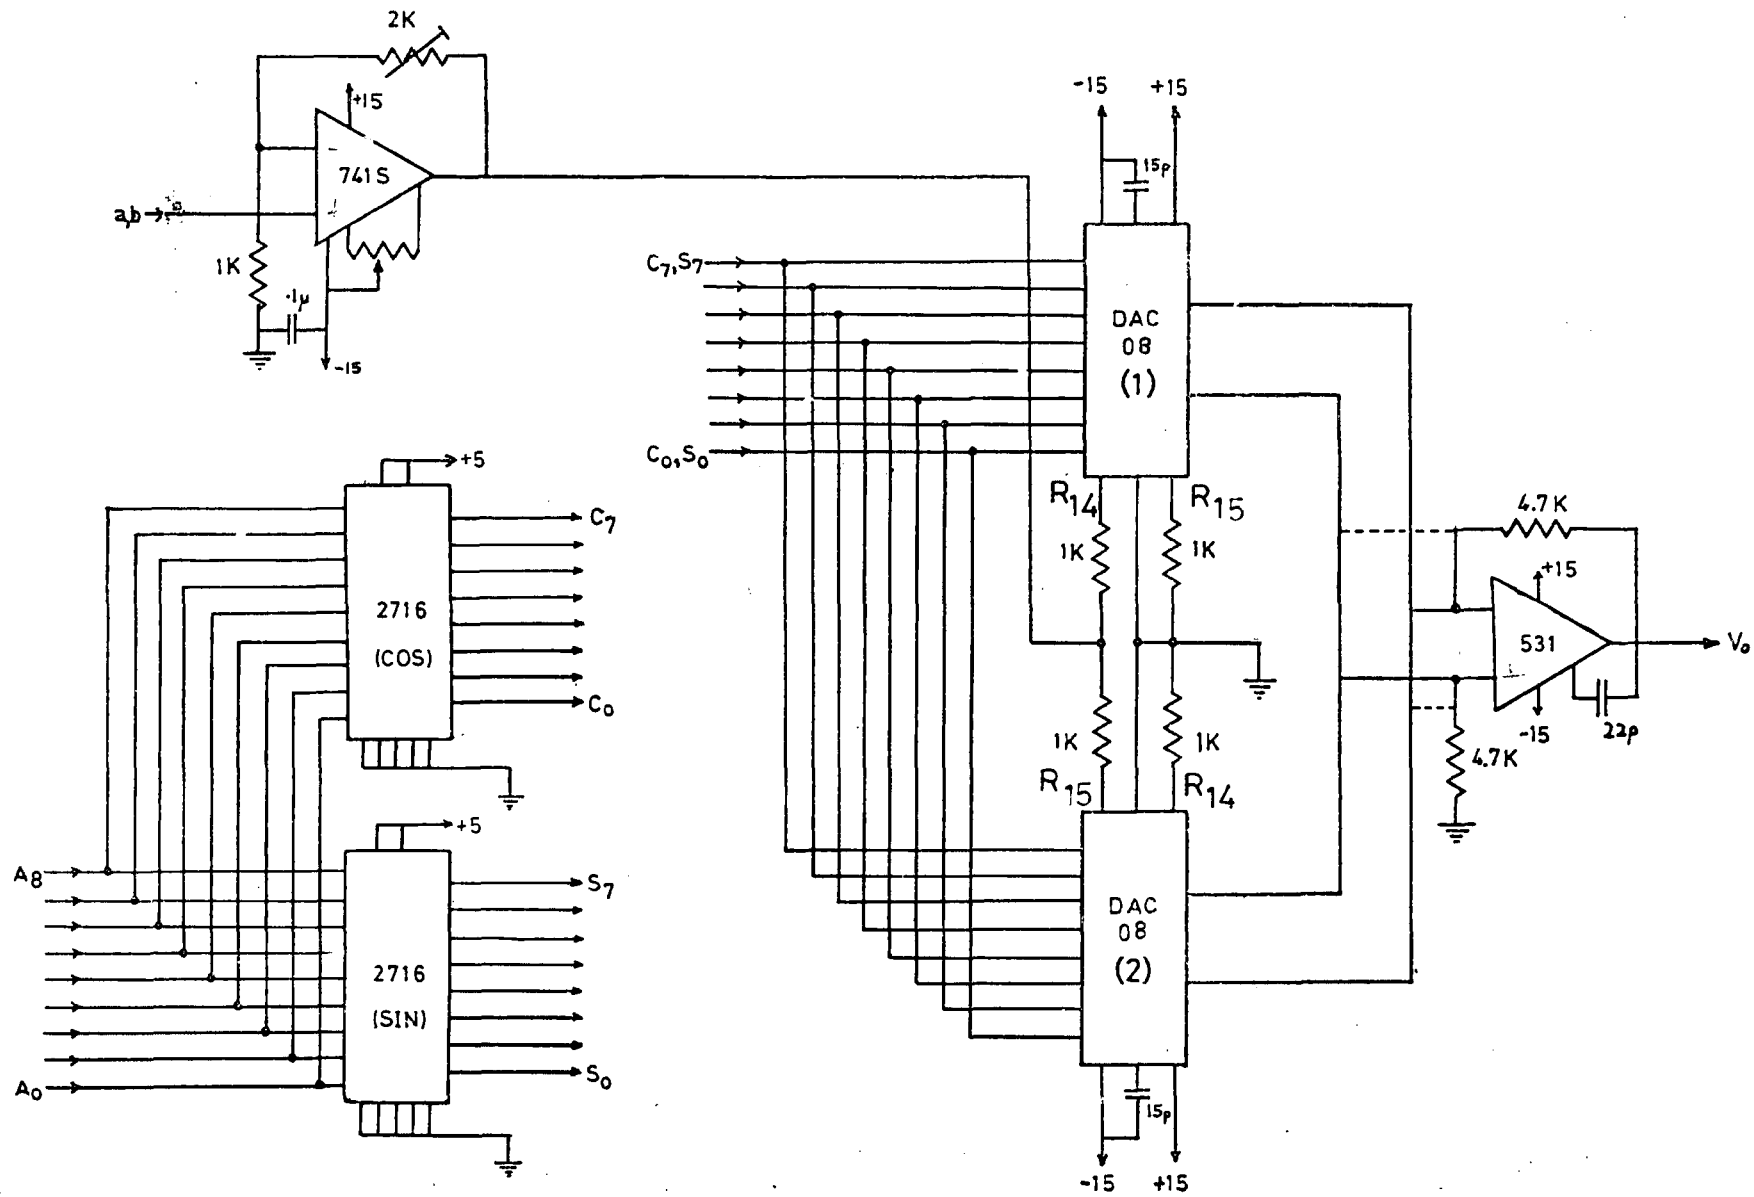 2K
+15
-
741S
+
a,b
1K
.1µ
-15
-15 +15
15p
C7,S7
DAC
08
(1)
C0,S0
R14 R15
1K 1K
+5
C7
2716
(COS)
C0
4.7K
+15
531
+
-15
22p
V0
4.7K
1K 1K
R15 R14
+5
A8
S7
2716
(SIN)
A0
S0
DAC
08
(2)
15p
-15 +15